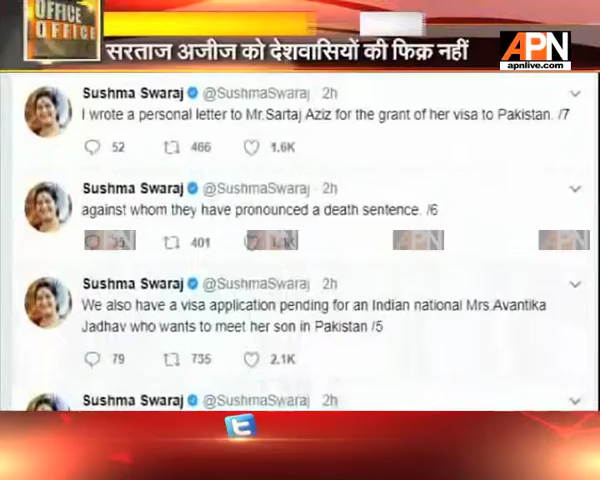 OFFICE
OFFICE
सरताज अजीज को देशवासियों की फिक्र नहीं
APN
apnlive.com
Sushma Swaraj @SushmaSwaraj · 2h
I wrote a personal letter to Mr.Sartaj Aziz for the grant of her visa to Pakistan. /7
52 466 1.6K
Sushma Swaraj @SushmaSwaraj · 2h
against whom they have pronounced a death sentence. /6
401
APN APN APN APN
Sushma Swaraj @SushmaSwaraj · 2h
We also have a visa application pending for an Indian national Mrs.Avantika
Jadhav who wants to meet her son in Pakistan /5
79 735 2.1K
Sushma Swaraj @SushmaSwaraj · 2h